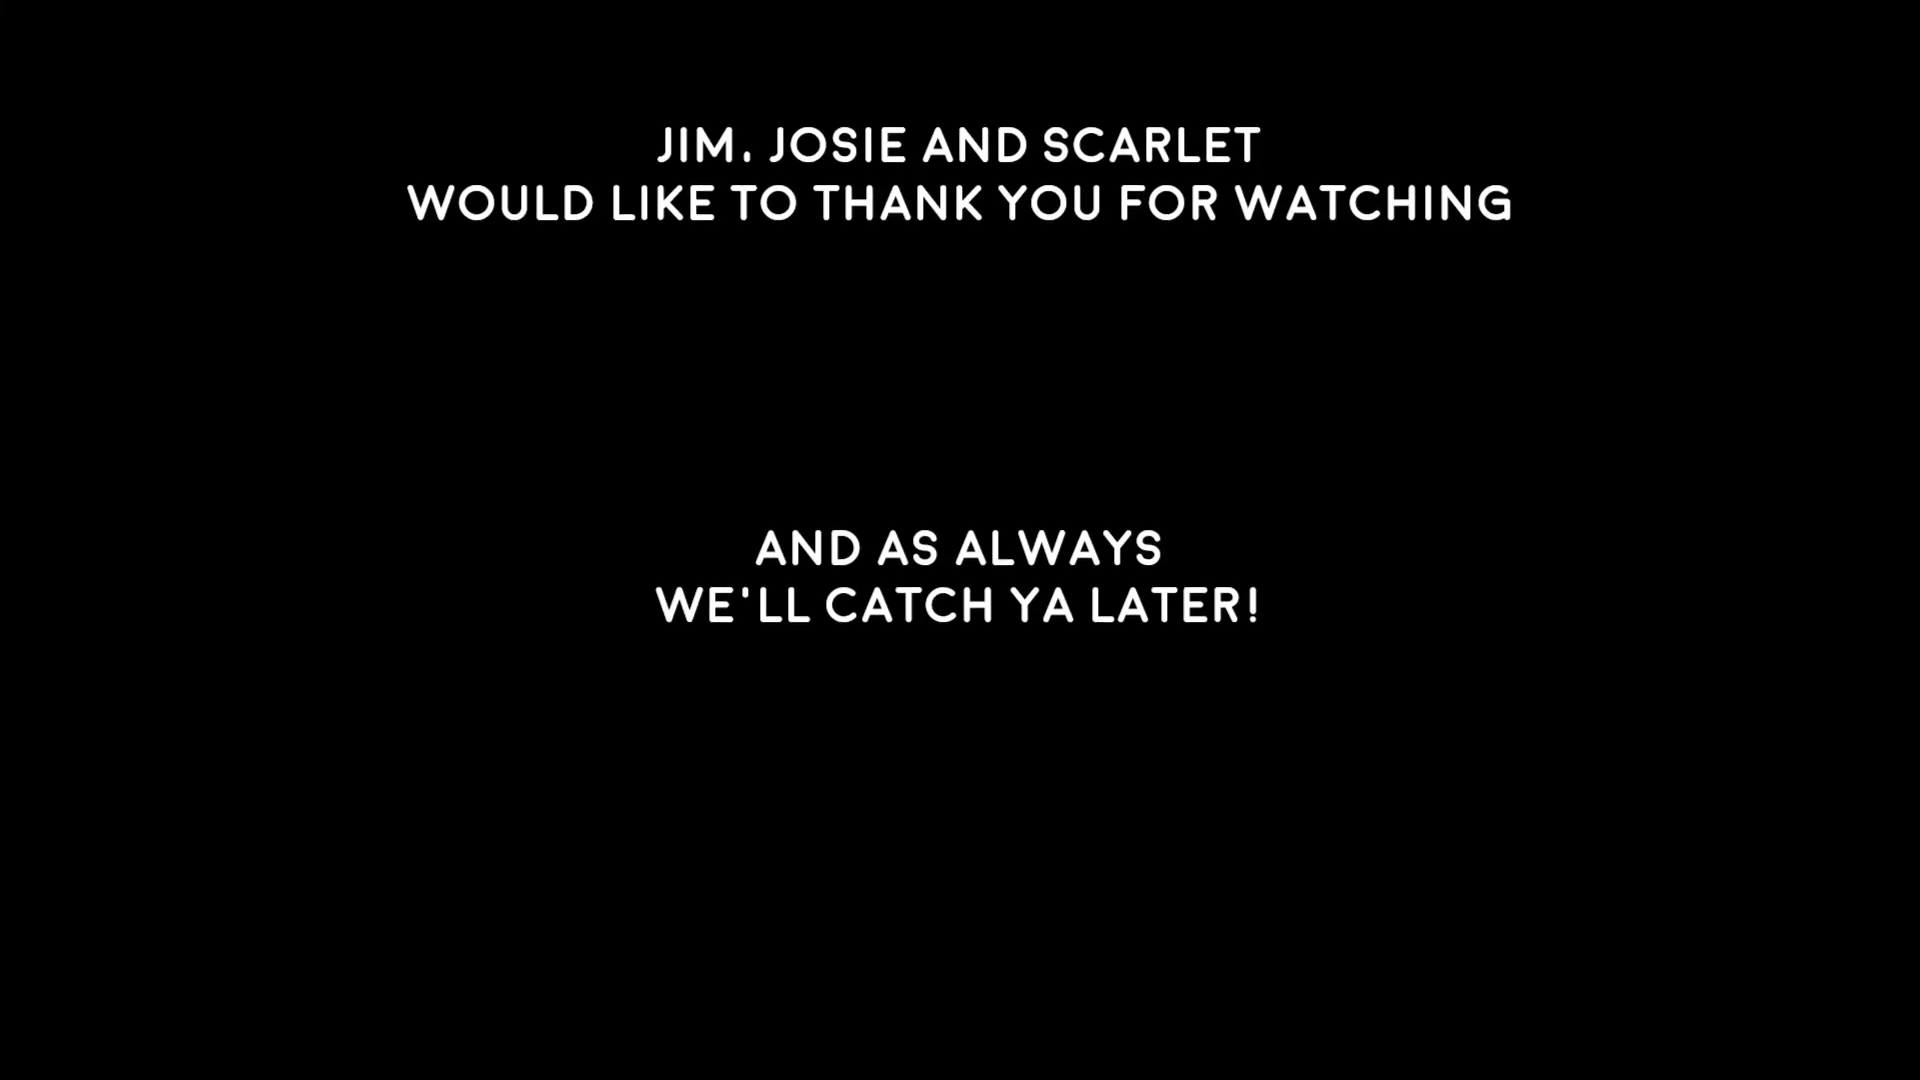 JIM, JOSIE AND SCARLET
WOULD LIKE TO THANK YOU FOR WATCHING
AND AS ALWAYS
WE'LL CATCH YA LATER!